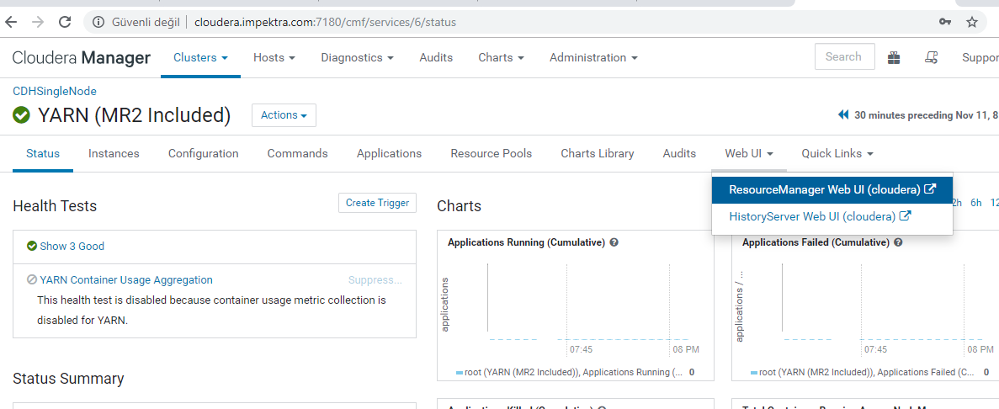 Güvenli değil | cloudera.impektra.com:7180/cmf/services/6/status
Cloudera Manager Clusters Hosts Diagnostics Audits Charts Administration Search Suppor
CDHSingleNode
YARN (MR2 Included) Actions 30 minutes preceding Nov 11, 8
Status Instances Configuration Commands Applications Resource Pools Charts Library Audits Web UI Quick Links
ResourceManager Web UI (cloudera)
HistoryServer Web UI (cloudera)
2h 6h 12
Health Tests Create Trigger
Show 3 Good
YARN Container Usage Aggregation Suppress...
This health test is disabled because container usage metric collection is
disabled for YARN.
Status Summary
Charts
Applications Running (Cumulative)
applications
07:45 08 PM
root (YARN (MR2 Included)), Applications Running (... 0
Applications Failed (Cumulative)
applications / ...
07:45 08 PM
root (YARN (MR2 Included)), Applications Failed (C... 0